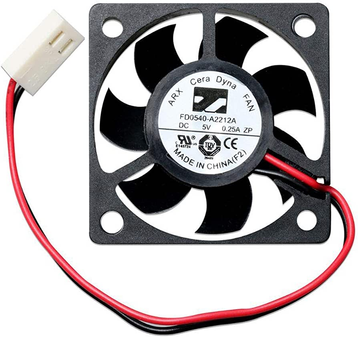 ARX Cera Dyna FAN
FD0540-A2212A
DC 5V 0.25A ZP
MADE IN CHINA(F2)